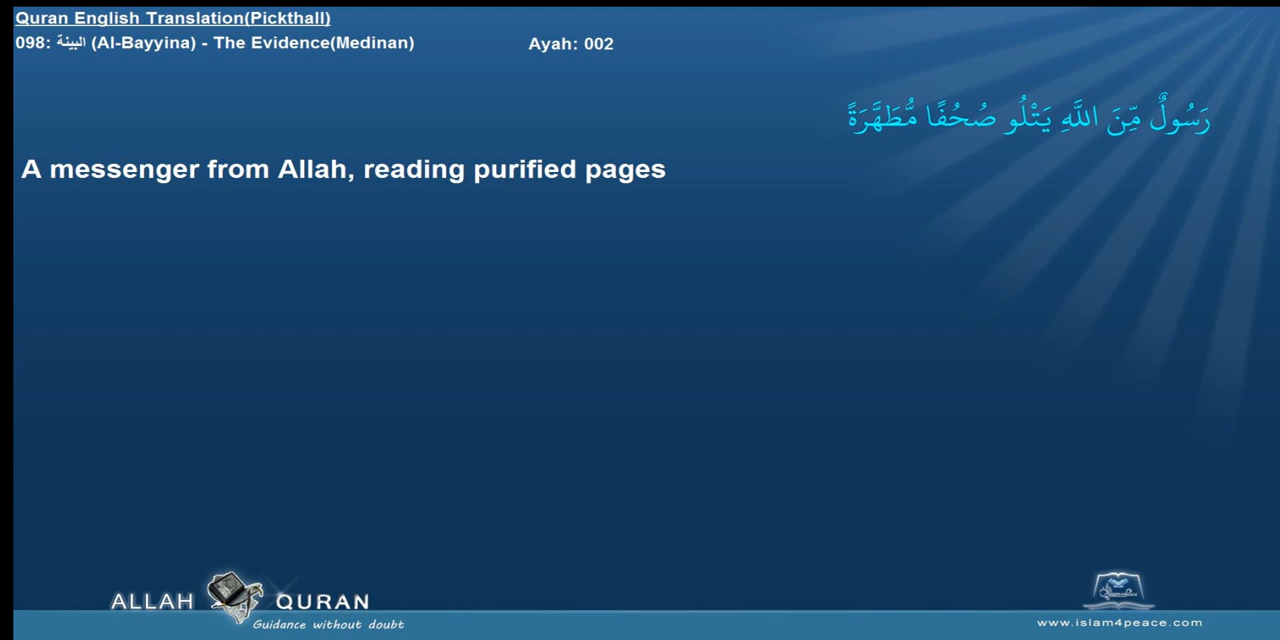 Quran English Translation(Pickthall)
098: البينة (Al-Bayyina) - The Evidence(Medinan) Ayah: 002
رَسُولٌ مِّنَ اللَّهِ يَتْلُو صُحُفًا مُّطَهَّرَةً
A messenger from Allah, reading purified pages
ALLAH QURAN
Guidance without doubt
www.islam4peace.com